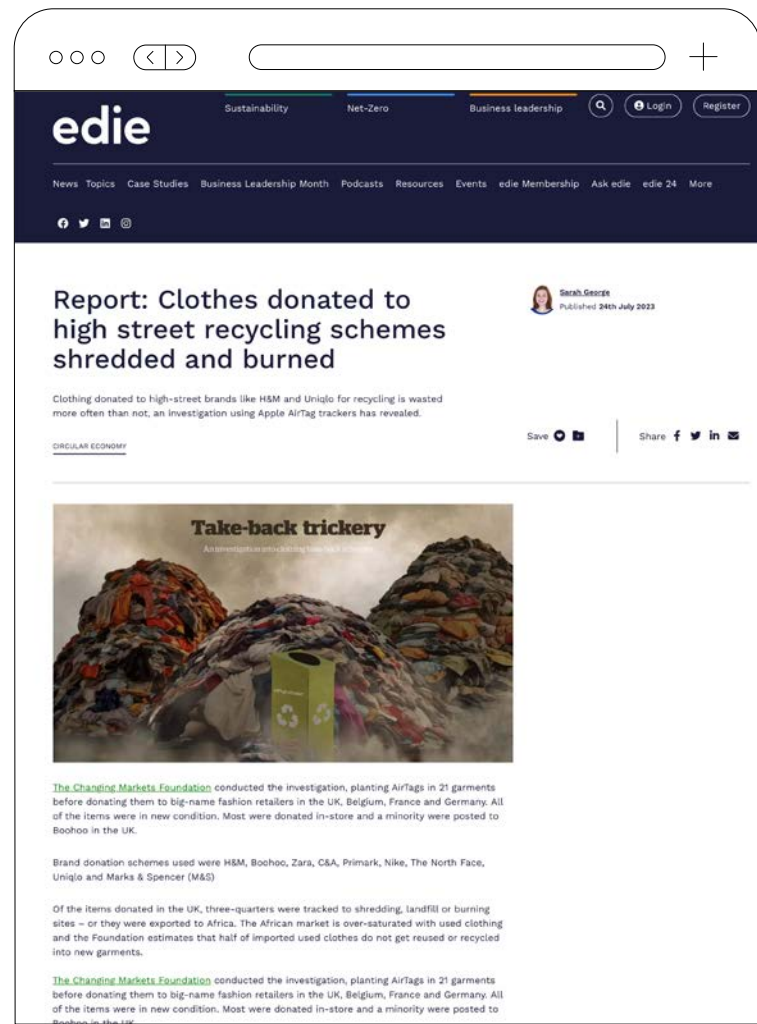 edie
Sustainability
Net-Zero
Business leadership
Login
Register
News Topics Case Studies Business Leadership Month Podcasts Resources Events edie Membership Ask edie edie 24 More
Report: Clothes donated to
high street recycling schemes
shredded and burned
Sarah George
Published 24th July 2023
Clothing donated to high-street brands like H&M and Uniqlo for recycling is wasted
more often than not, an investigation using Apple AirTag trackers has revealed.
CIRCULAR ECONOMY
Save
Share
Take-back trickery
An investigation into clothing take-back schemes
The Changing Markets Foundation conducted the investigation, planting AirTags in 21 garments
before donating them to big-name fashion retailers in the UK, Belgium, France and Germany. All
of the items were in new condition. Most were donated in-store and a minority were posted to
Boohoo in the UK.
Brand donation schemes used were H&M, Boohoo, Zara, C&A, Primark, Nike, The North Face,
Uniqlo and Marks & Spencer (M&S)
Of the items donated in the UK, three-quarters were tracked to shredding, landfill or burning
sites – or they were exported to Africa. The African market is over-saturated with used clothing
and the Foundation estimates that half of imported used clothes do not get reused or recycled
into new garments.
The Changing Markets Foundation conducted the investigation, planting AirTags in 21 garments
before donating them to big-name fashion retailers in the UK, Belgium, France and Germany. All
of the items were in new condition. Most were donated in-store and a minority were posted to
Boohoo in the UK.